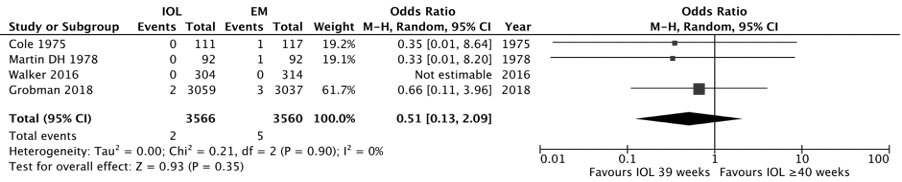 IOL EM Odds Ratio Odds Ratio
Study or Subgroup Events Total Events Total Weight M-H, Random, 95% CI Year M-H, Random, 95% CI
Cole 1975 0 111 1 117 19.2% 0.35 [0.01, 8.64] 1975
Martin DH 1978 0 92 1 92 19.1% 0.33 [0.01, 8.20] 1978
Walker 2016 0 304 0 314 Not estimable 2016
Grobman 2018 2 3059 3 3037 61.7% 0.66 [0.11, 3.96] 2018
Total (95% CI) 3566 3560 100.0% 0.51 [0.13, 2.09]
Total events 2 5
Heterogeneity: Tau² = 0.00; Chi² = 0.21, df = 2 (P = 0.90); I² = 0%
Test for overall effect: Z = 0.93 (P = 0.35)
0.01 0.1 1 10 100
Favours IOL 39 weeks Favours IOL ≥40 weeks